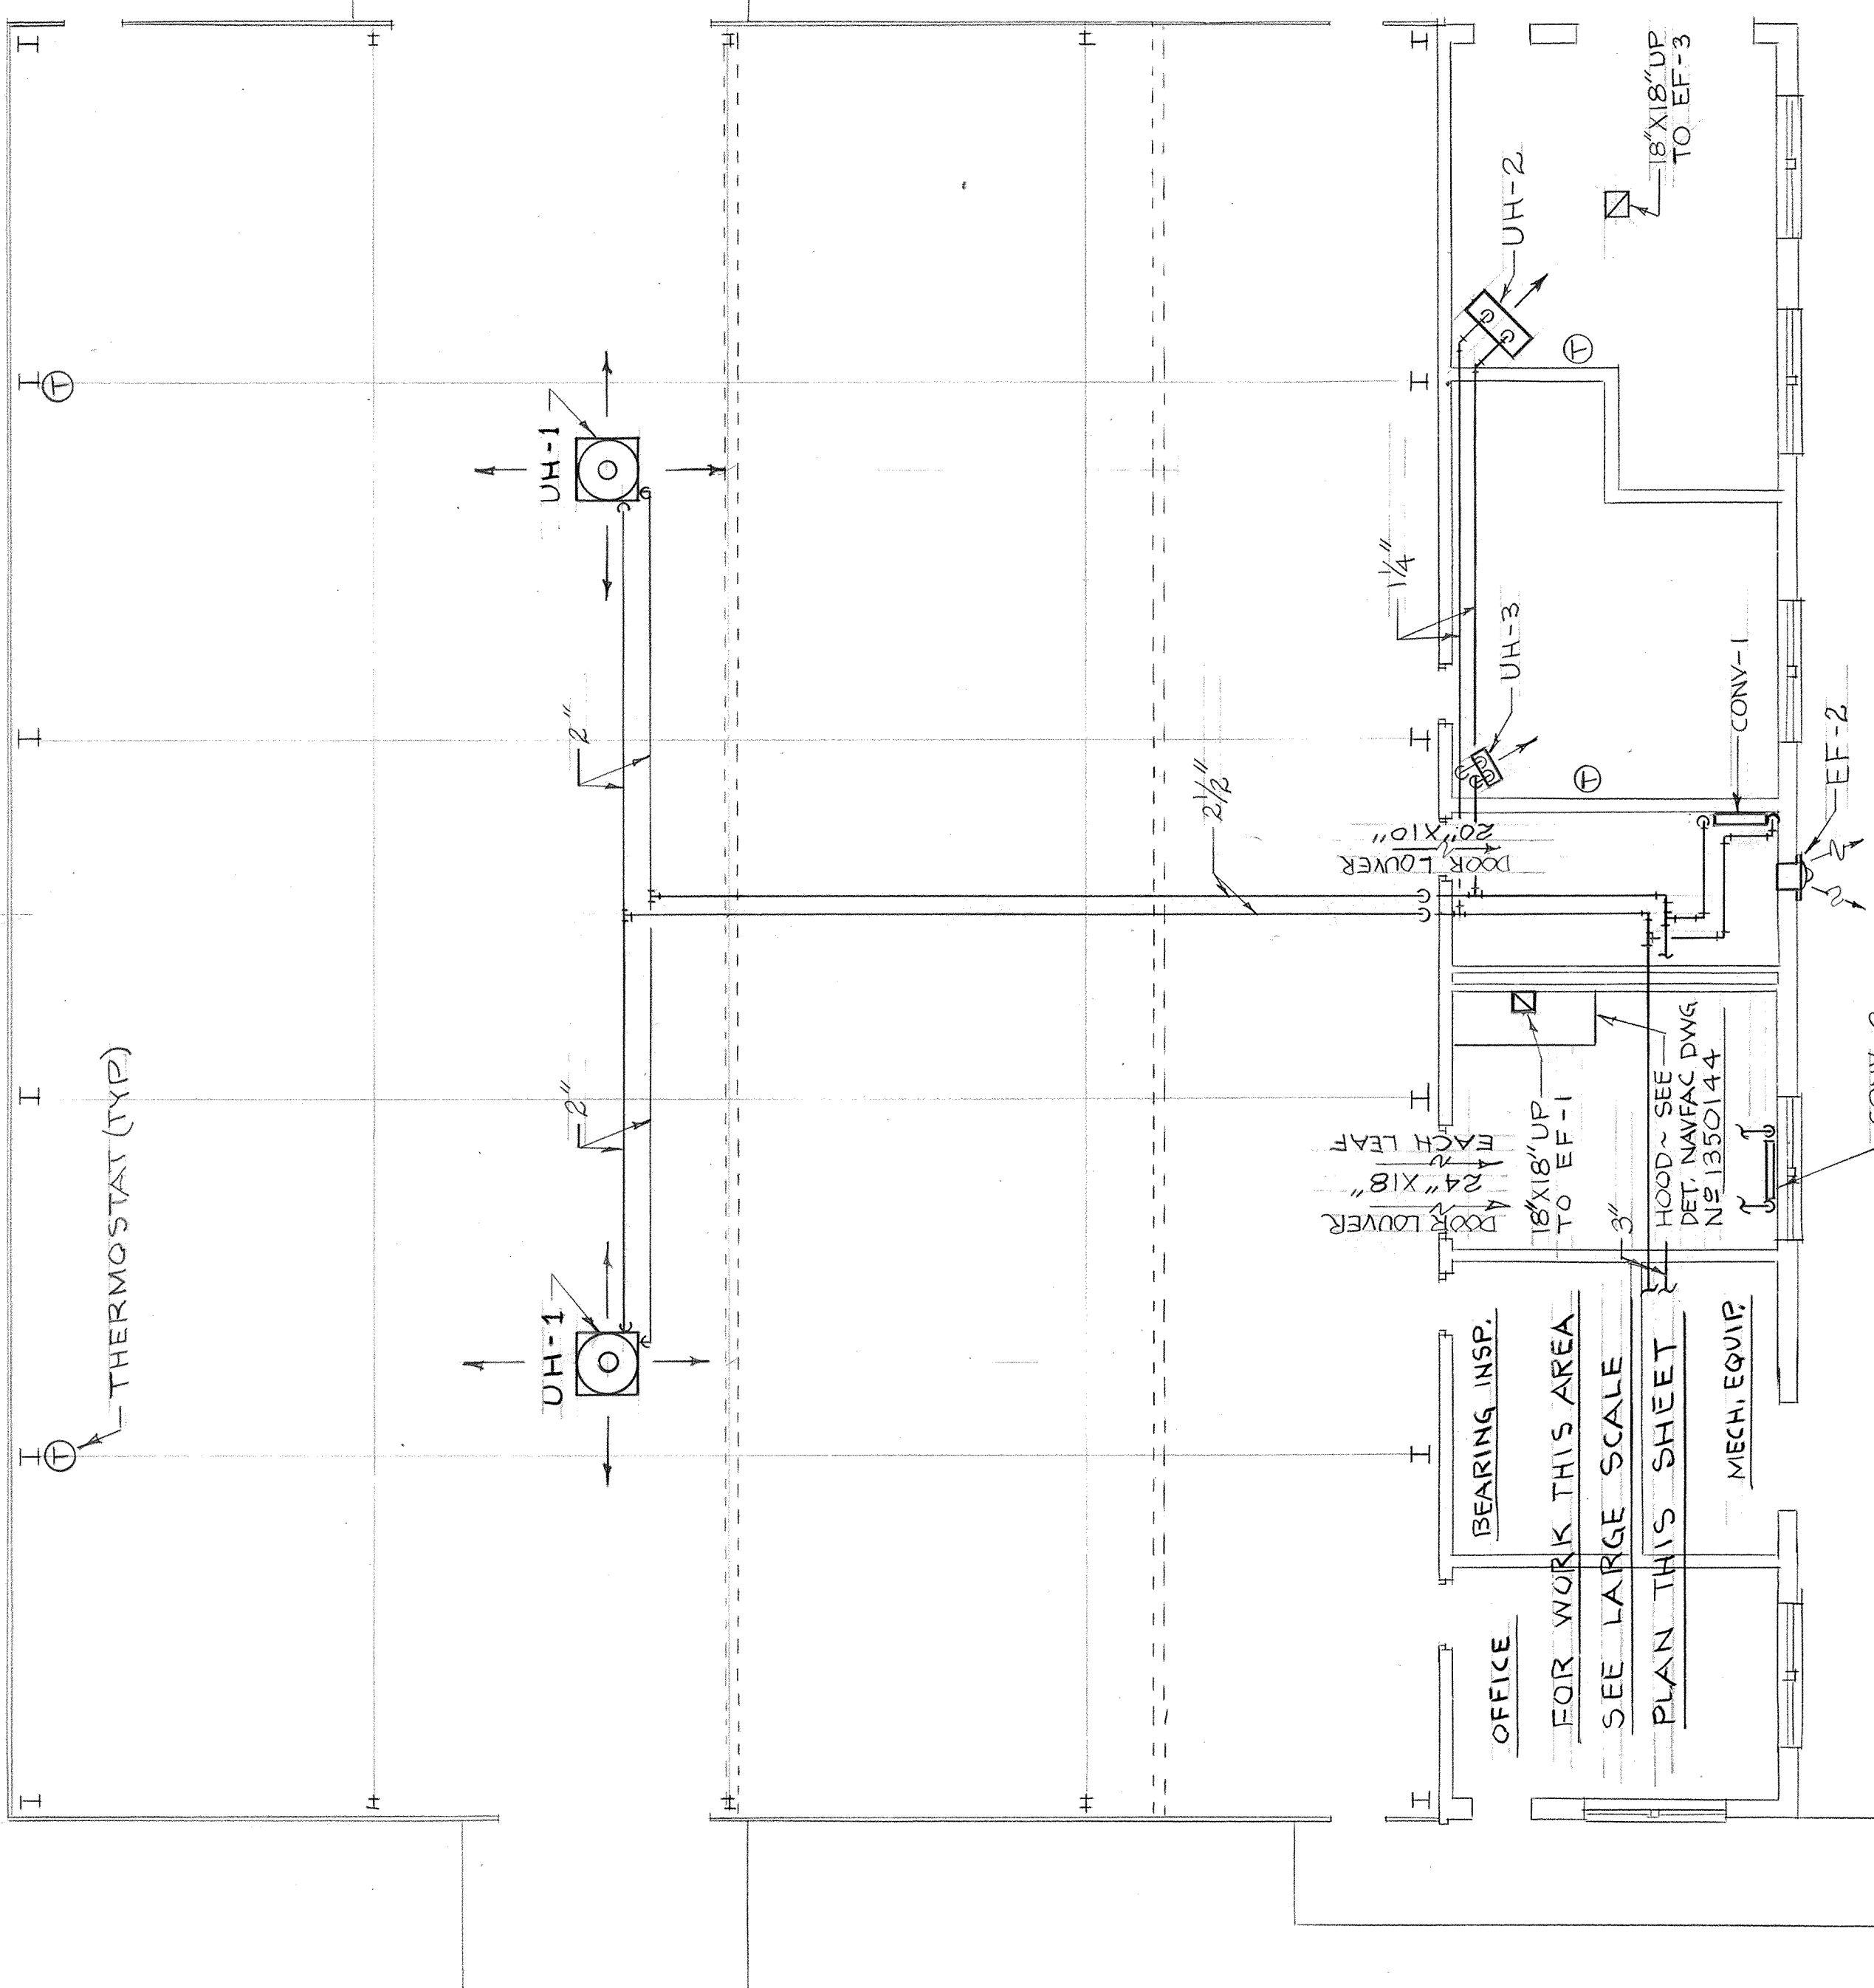 THERMOSTAT (TYP.)
T
T
UH-1
UH-1
2"
2"
2 1/2"
1 1/4"
UH-2
UH-3
T
T
18"X18"UP
TO EF-3
CONV-1
EF-2
DOOR LOUVER
20"X10"
DOOR LOUVER
24"X18"
EACH LEAF
18"X18"UP
TO EF-1
3"
HOOD~ SEE
DET. NAVFAC DWG.
Nº 1350144
BEARING INSP.
OFFICE
FOR WORK THIS AREA
SEE LARGE SCALE
PLAN THIS SHEET
MECH. EQUIP.